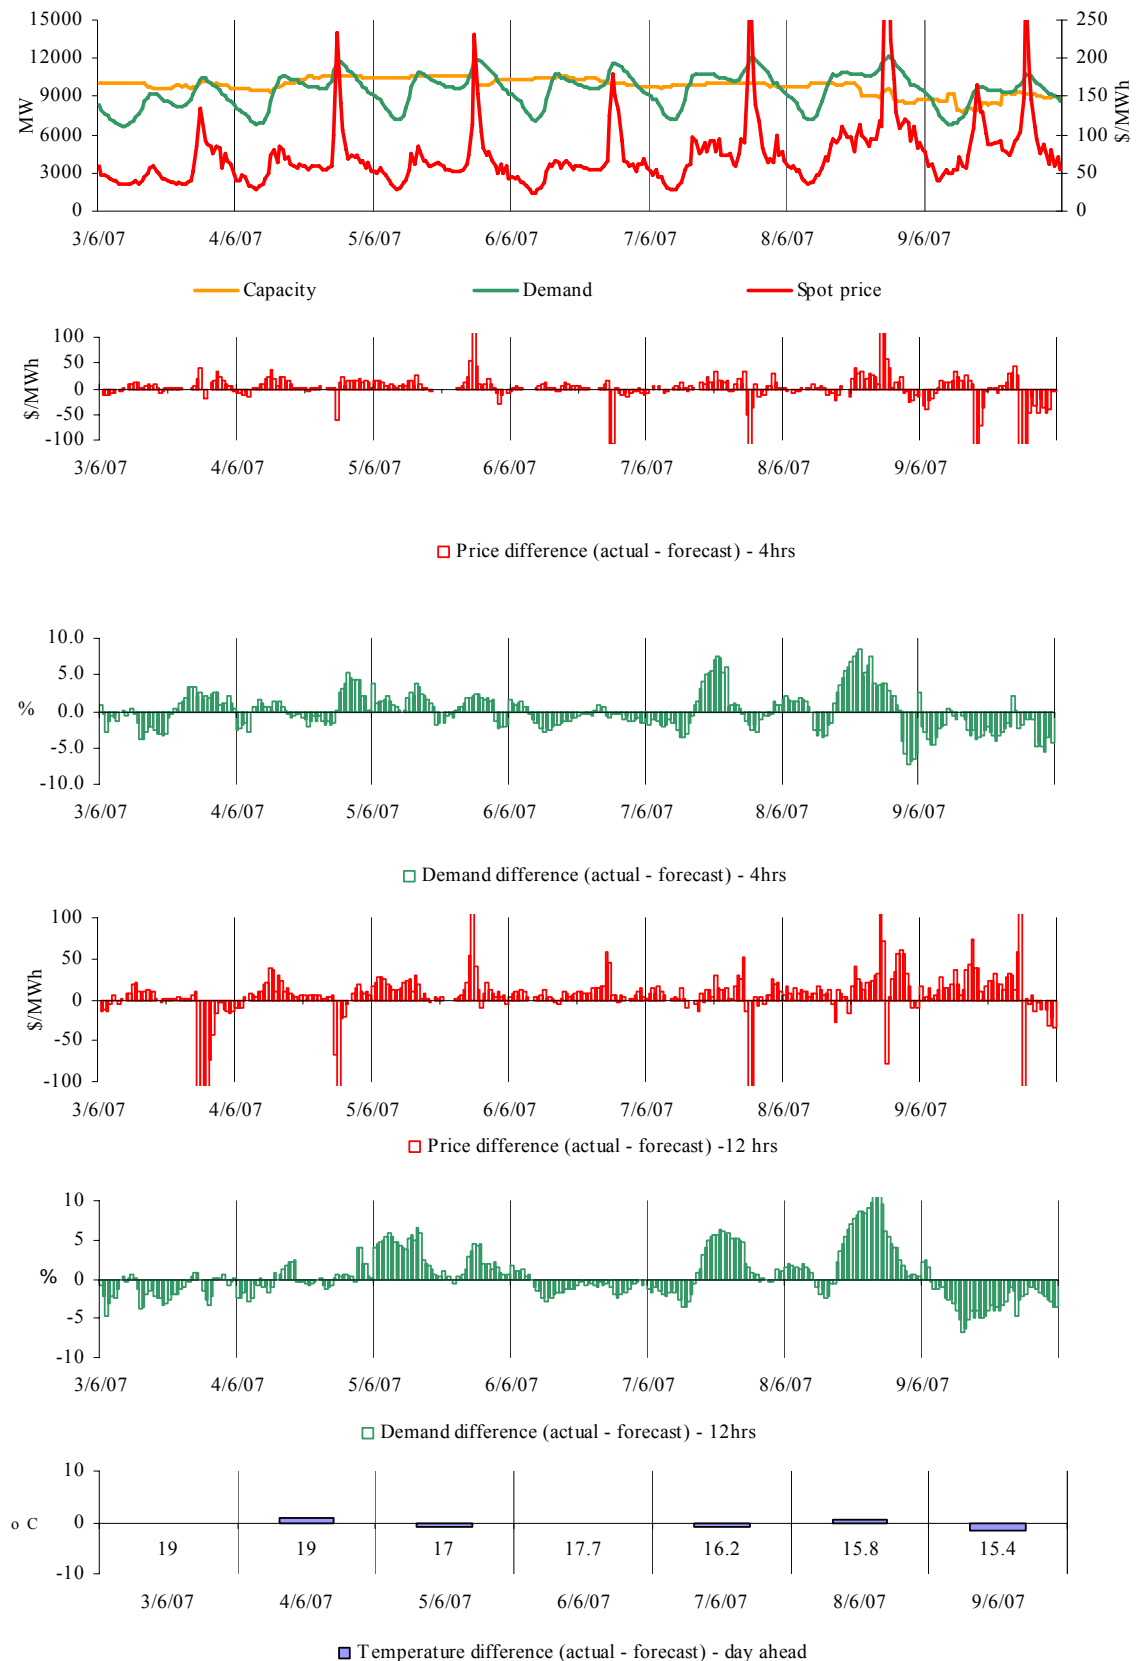 15000 250
12000 200
9000 150
6000 100
3000 50
0 0
MW
$/MWh
3/6/07 4/6/07 5/6/07 6/6/07 7/6/07 8/6/07 9/6/07
Capacity Demand Spot price
100
50
0
-50
-100
$/MWh
3/6/07 4/6/07 5/6/07 6/6/07 7/6/07 8/6/07 9/6/07
Price difference (actual - forecast) - 4hrs
10.0
5.0
0.0
-5.0
-10.0
%
3/6/07 4/6/07 5/6/07 6/6/07 7/6/07 8/6/07 9/6/07
Demand difference (actual - forecast) - 4hrs
100
50
0
-50
-100
$/MWh
3/6/07 4/6/07 5/6/07 6/6/07 7/6/07 8/6/07 9/6/07
Price difference (actual - forecast) -12 hrs
10
5
0
-5
-10
%
3/6/07 4/6/07 5/6/07 6/6/07 7/6/07 8/6/07 9/6/07
Demand difference (actual - forecast) - 12hrs
10
0
-10
o C
19 19 17 17.7 16.2 15.8 15.4
3/6/07 4/6/07 5/6/07 6/6/07 7/6/07 8/6/07 9/6/07
Temperature difference (actual - forecast) - day ahead